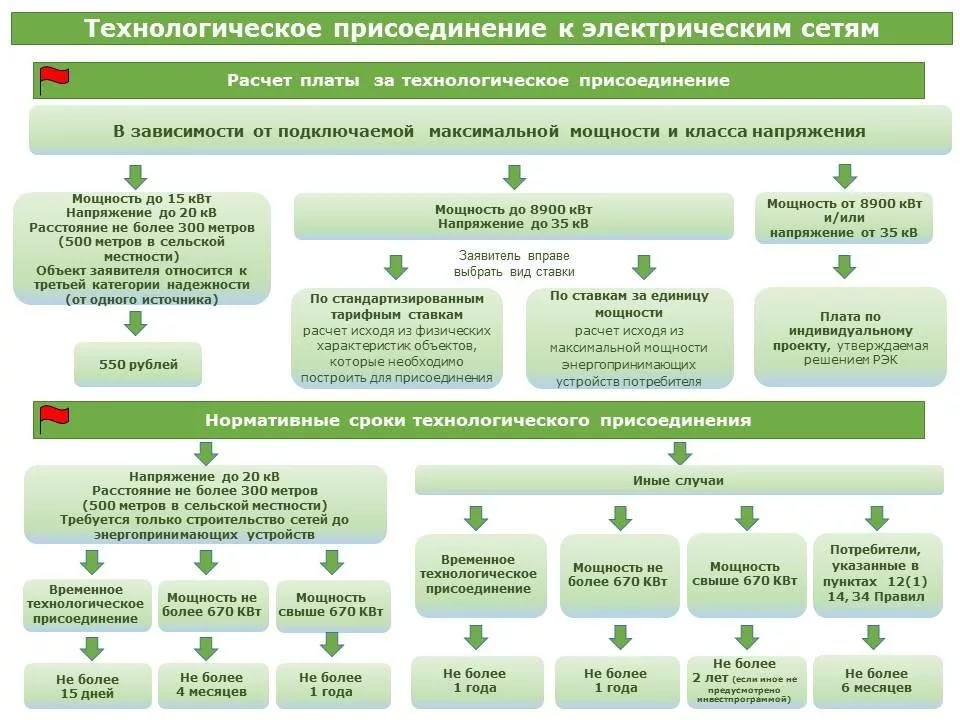 Технологическое присоединение к электрическим сетям
Расчет платы за технологическое присоединение
В зависимости от подключаемой максимальной мощности и класса напряжения
Мощность до 15 кВт
Напряжение до 20 кВ
Расстояние не более 300 метров
(500 метров в сельской
местности)
Объект заявителя относится к
третьей категории надежности
(от одного источника)
550 рублей
Мощность до 8900 кВт
Напряжение до 35 кВ
Заявитель вправе
выбрать вид ставки
По стандартизированным
тарифным ставкам
расчет исходя из физических
характеристик объектов,
которые необходимо
построить для присоединения
По ставкам за единицу
мощности
расчет исходя из
максимальной мощности
энергопринимающих
устройств потребителя
Мощность от 8900 кВт
и/или
напряжение от 35 кВ
Плата по
индивидуальному
проекту, утверждаемая
решением РЭК
Нормативные сроки технологического присоединения
Напряжение до 20 кВ
Расстояние не более 300 метров
(500 метров в сельской местности)
Требуется только строительство сетей до
энергопринимающих устройств
Временное
технологическое
присоединение
Не более
15 дней
Мощность не
более 670 КВт
Не более
4 месяцев
Мощность
свыше 670 КВт
Не более
1 года
Иные случаи
Временное
технологическое
присоединение
Не более
1 года
Мощность не
более 670 КВт
Не более
1 года
Мощность
свыше 670 КВт
Не более
2 лет (если иное не
предусмотрено
инвестпрограммой)
Потребители,
указанные в
пунктах 12(1)
14, 34 Правил
Не более
6 месяцев